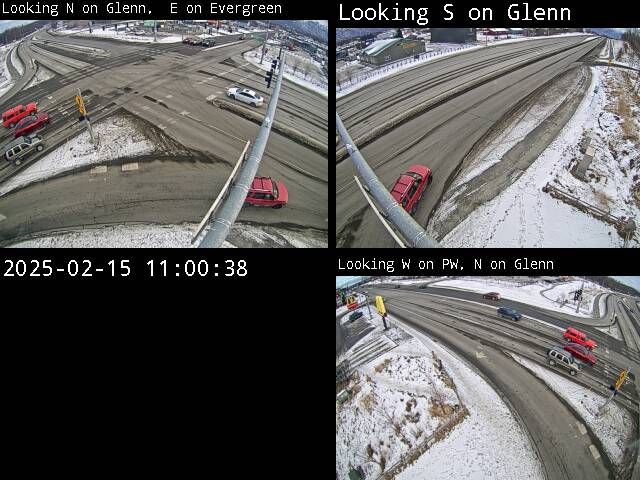 Looking N on Glenn, E on Evergreen
Looking S on Glenn
2025-02-15 11:00:38
Looking W on PW, N on Glenn